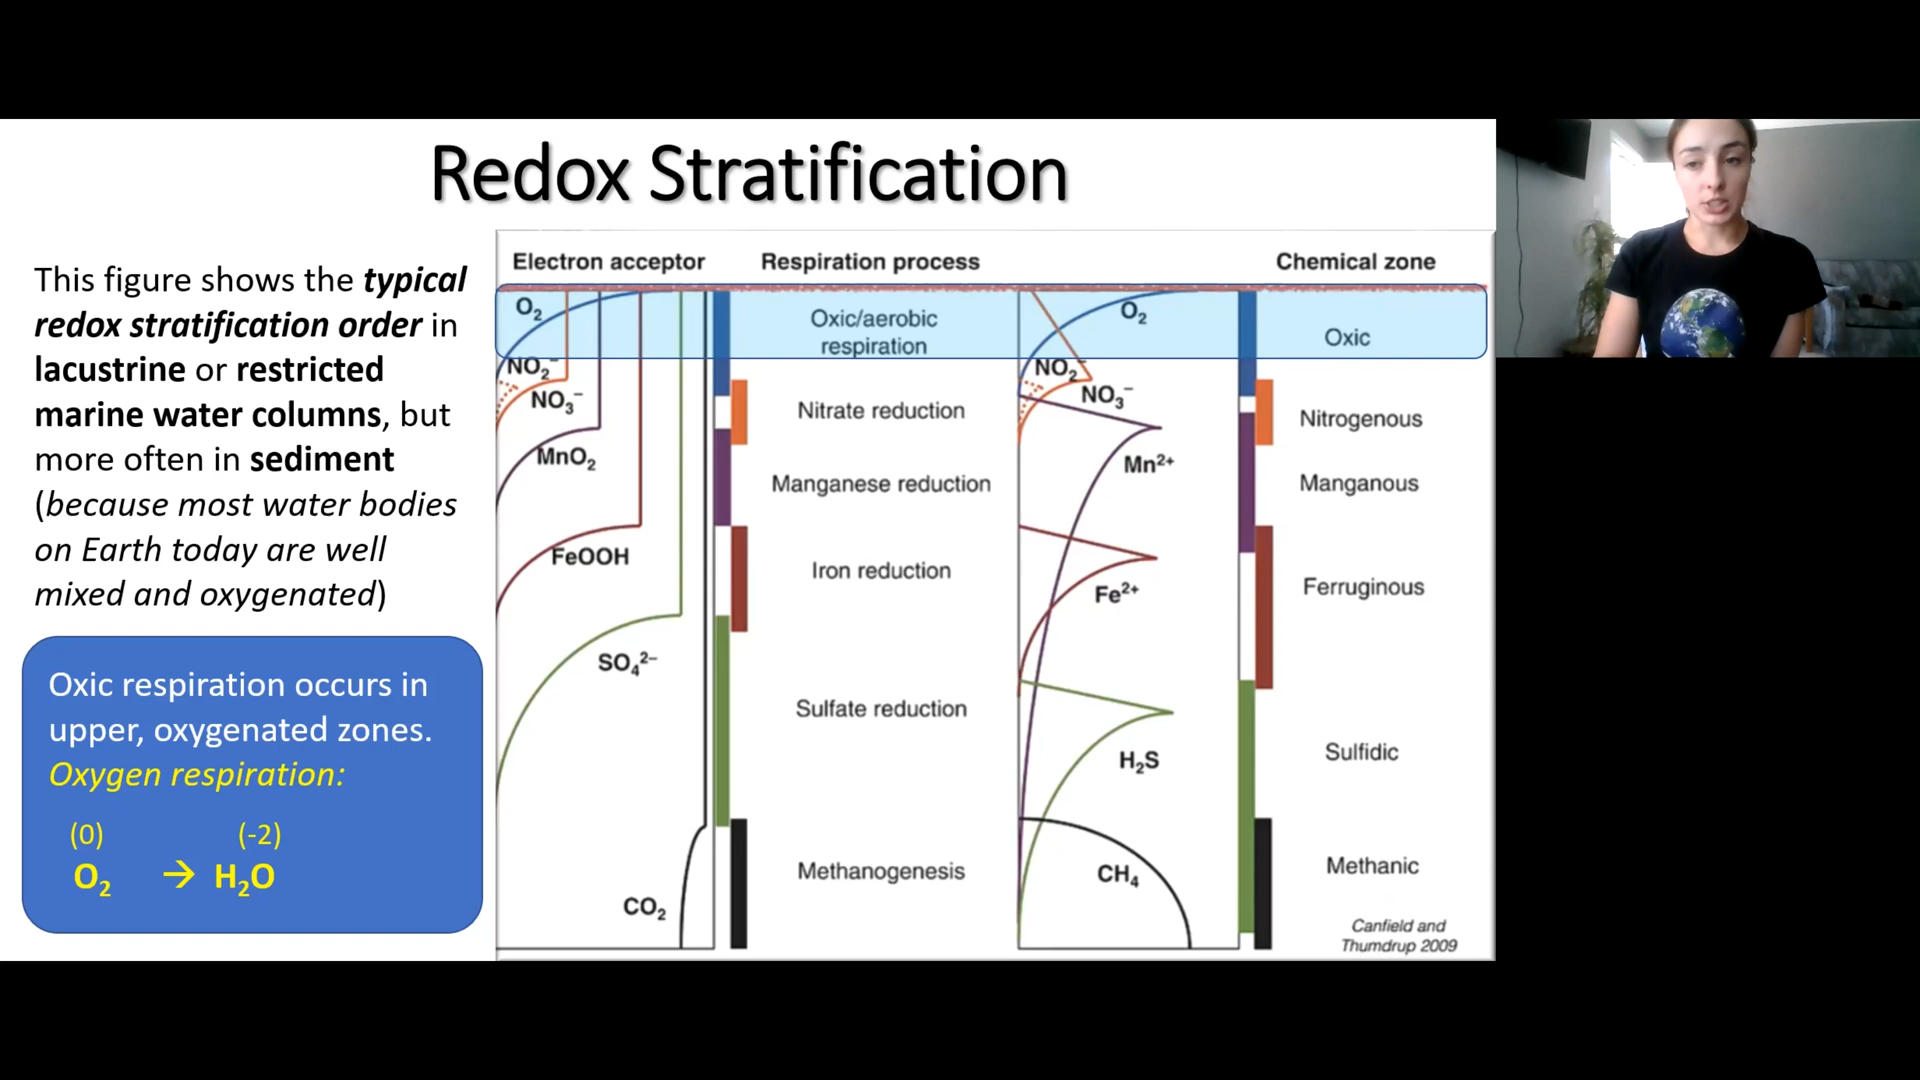 Redox Stratification
This figure shows the typical
redox stratification order in
lacustrine or restricted
marine water columns, but
more often in sediment
(because most water bodies
on Earth today are well
mixed and oxygenated)
Oxic respiration occurs in
upper, oxygenated zones.
Oxygen respiration:
(0) (-2)
O₂ → H₂O
Electron acceptor Respiration process Chemical zone
O₂
NO₂⁻
NO₃⁻
MnO₂
FeOOH
SO₄²⁻
CO₂
Oxic/aerobic
respiration
Nitrate reduction
Manganese reduction
Iron reduction
Sulfate reduction
Methanogenesis
O₂
NO₂⁻
NO₃⁻
Mn²⁺
Fe²⁺
H₂S
CH₄
Oxic
Nitrogenous
Manganous
Ferruginous
Sulfidic
Methanic
Canfield and
Thumdrup 2009